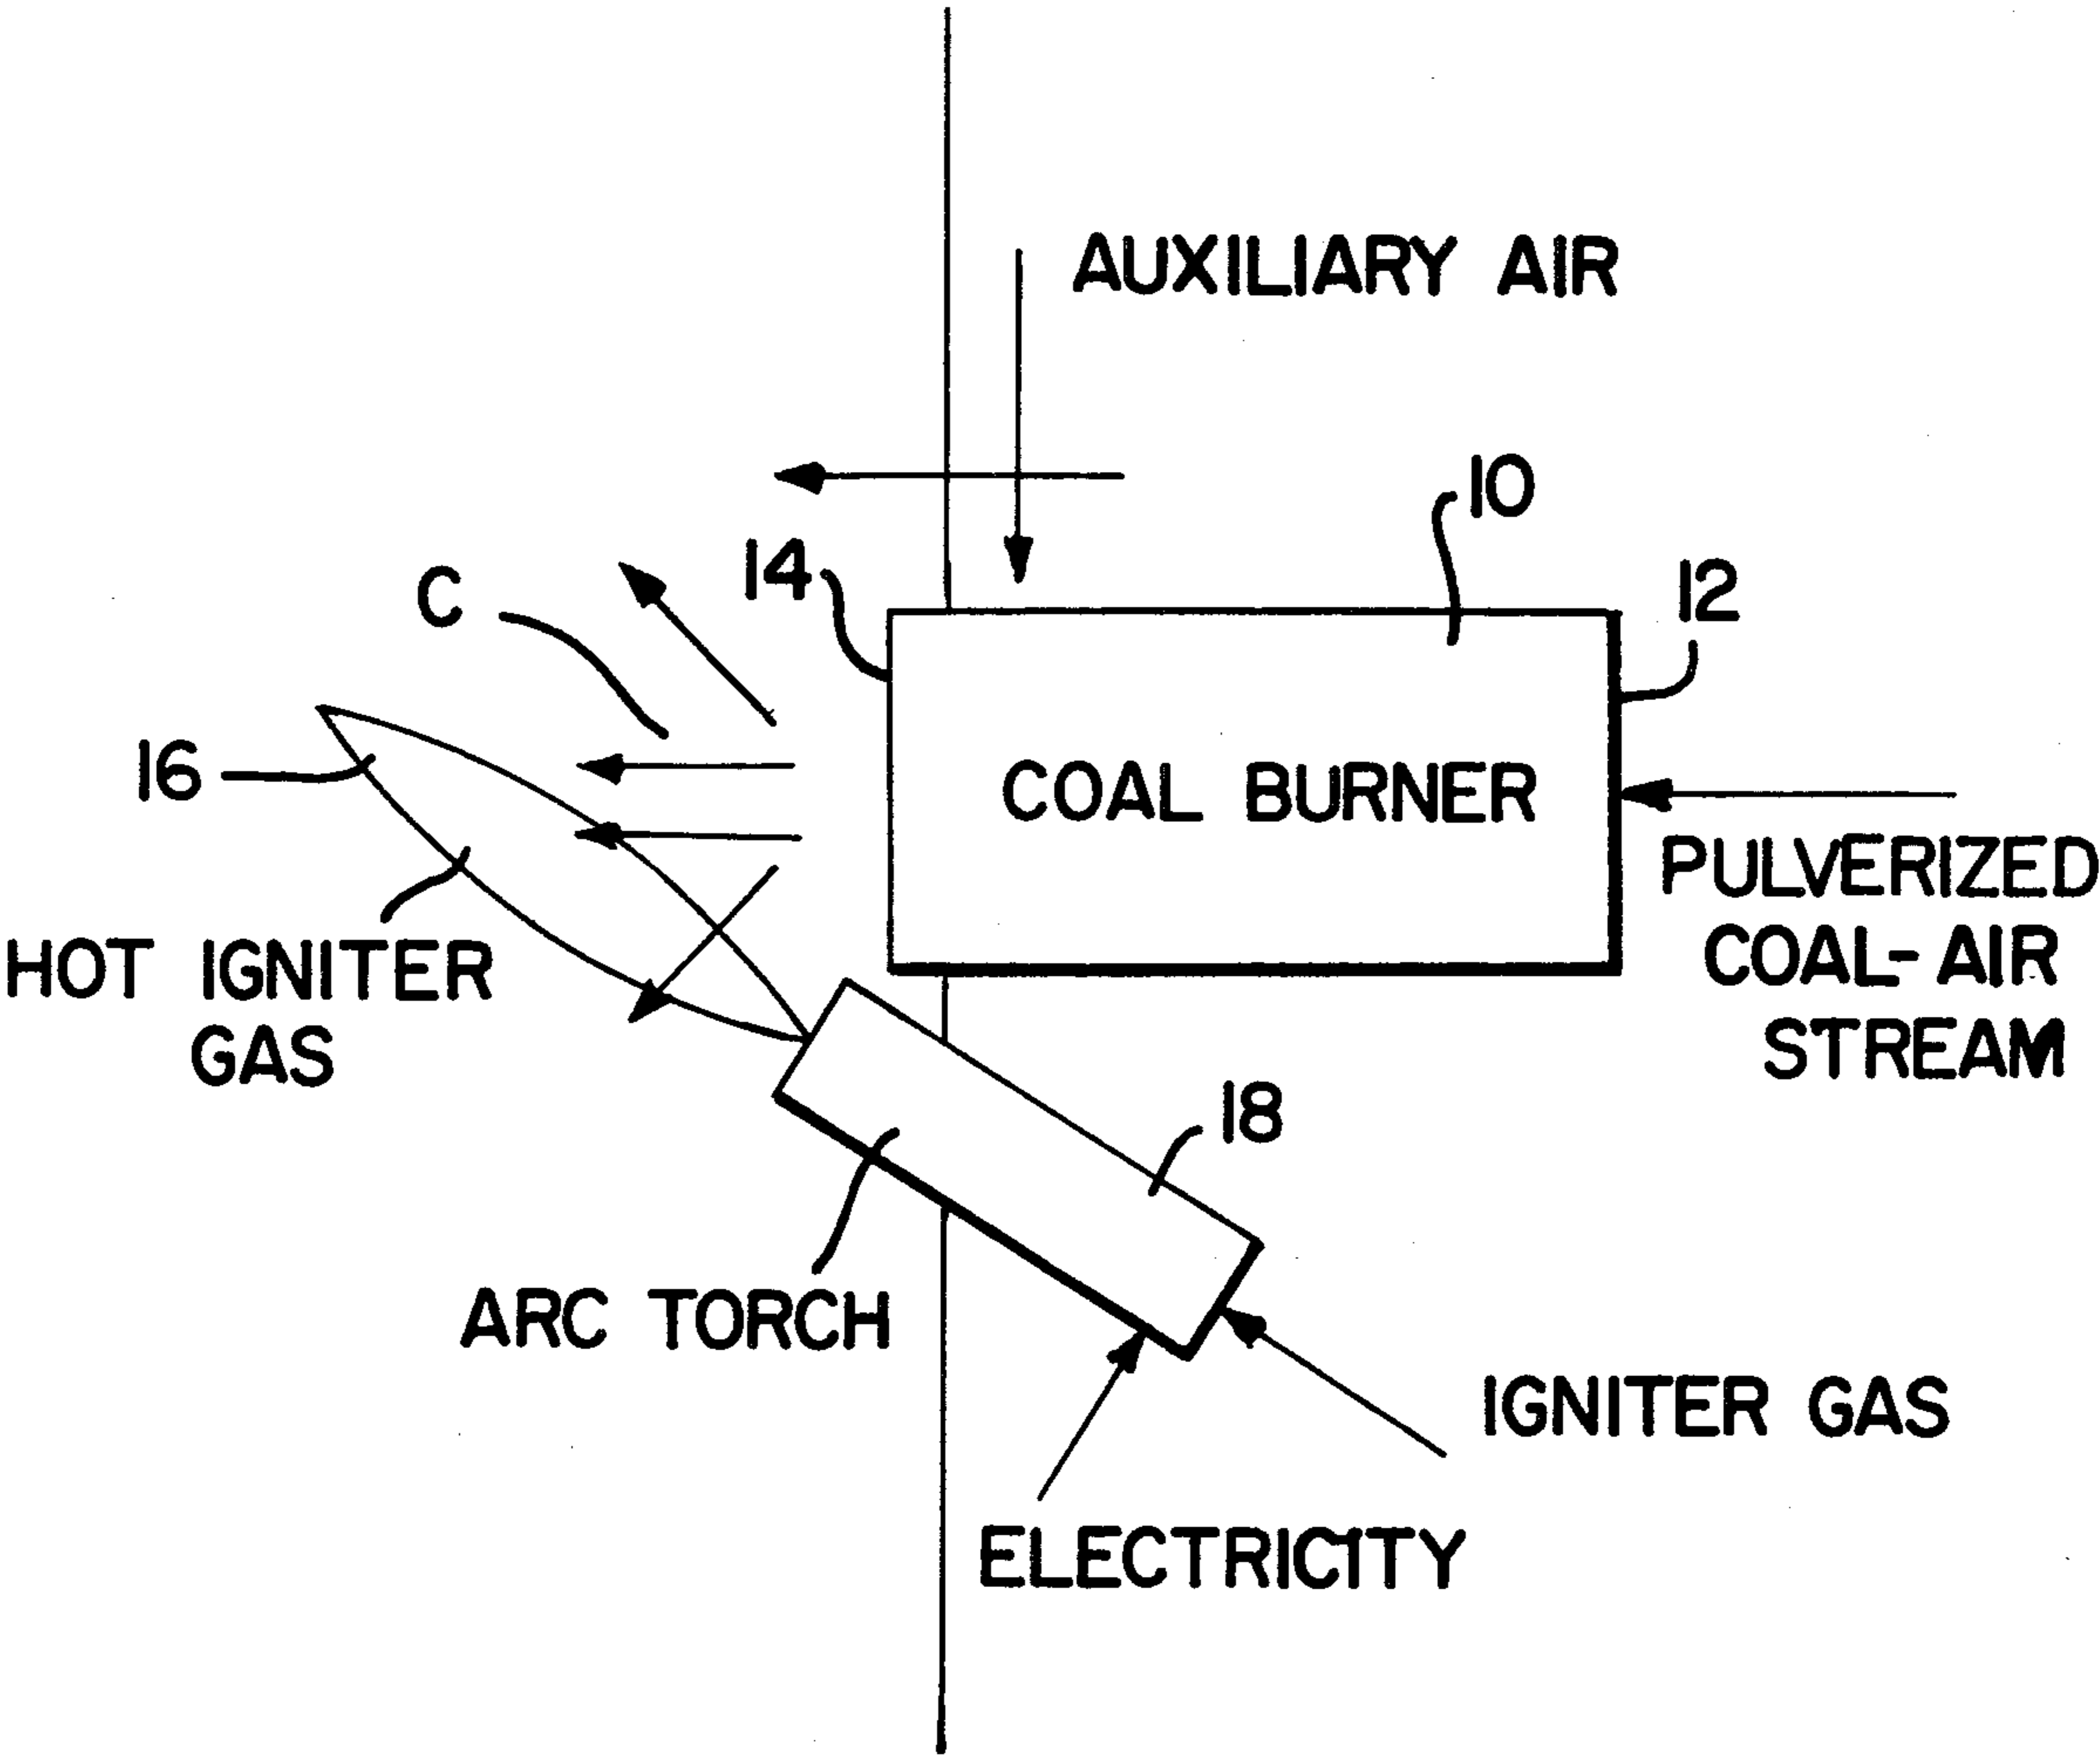 AUXILIARY AIR
10
14
C
12
16
COAL BURNER
PULVERIZED
COAL-AIR
STREAM
HOT IGNITER
GAS
18
ARC TORCH
IGNITER GAS
ELECTRICITY